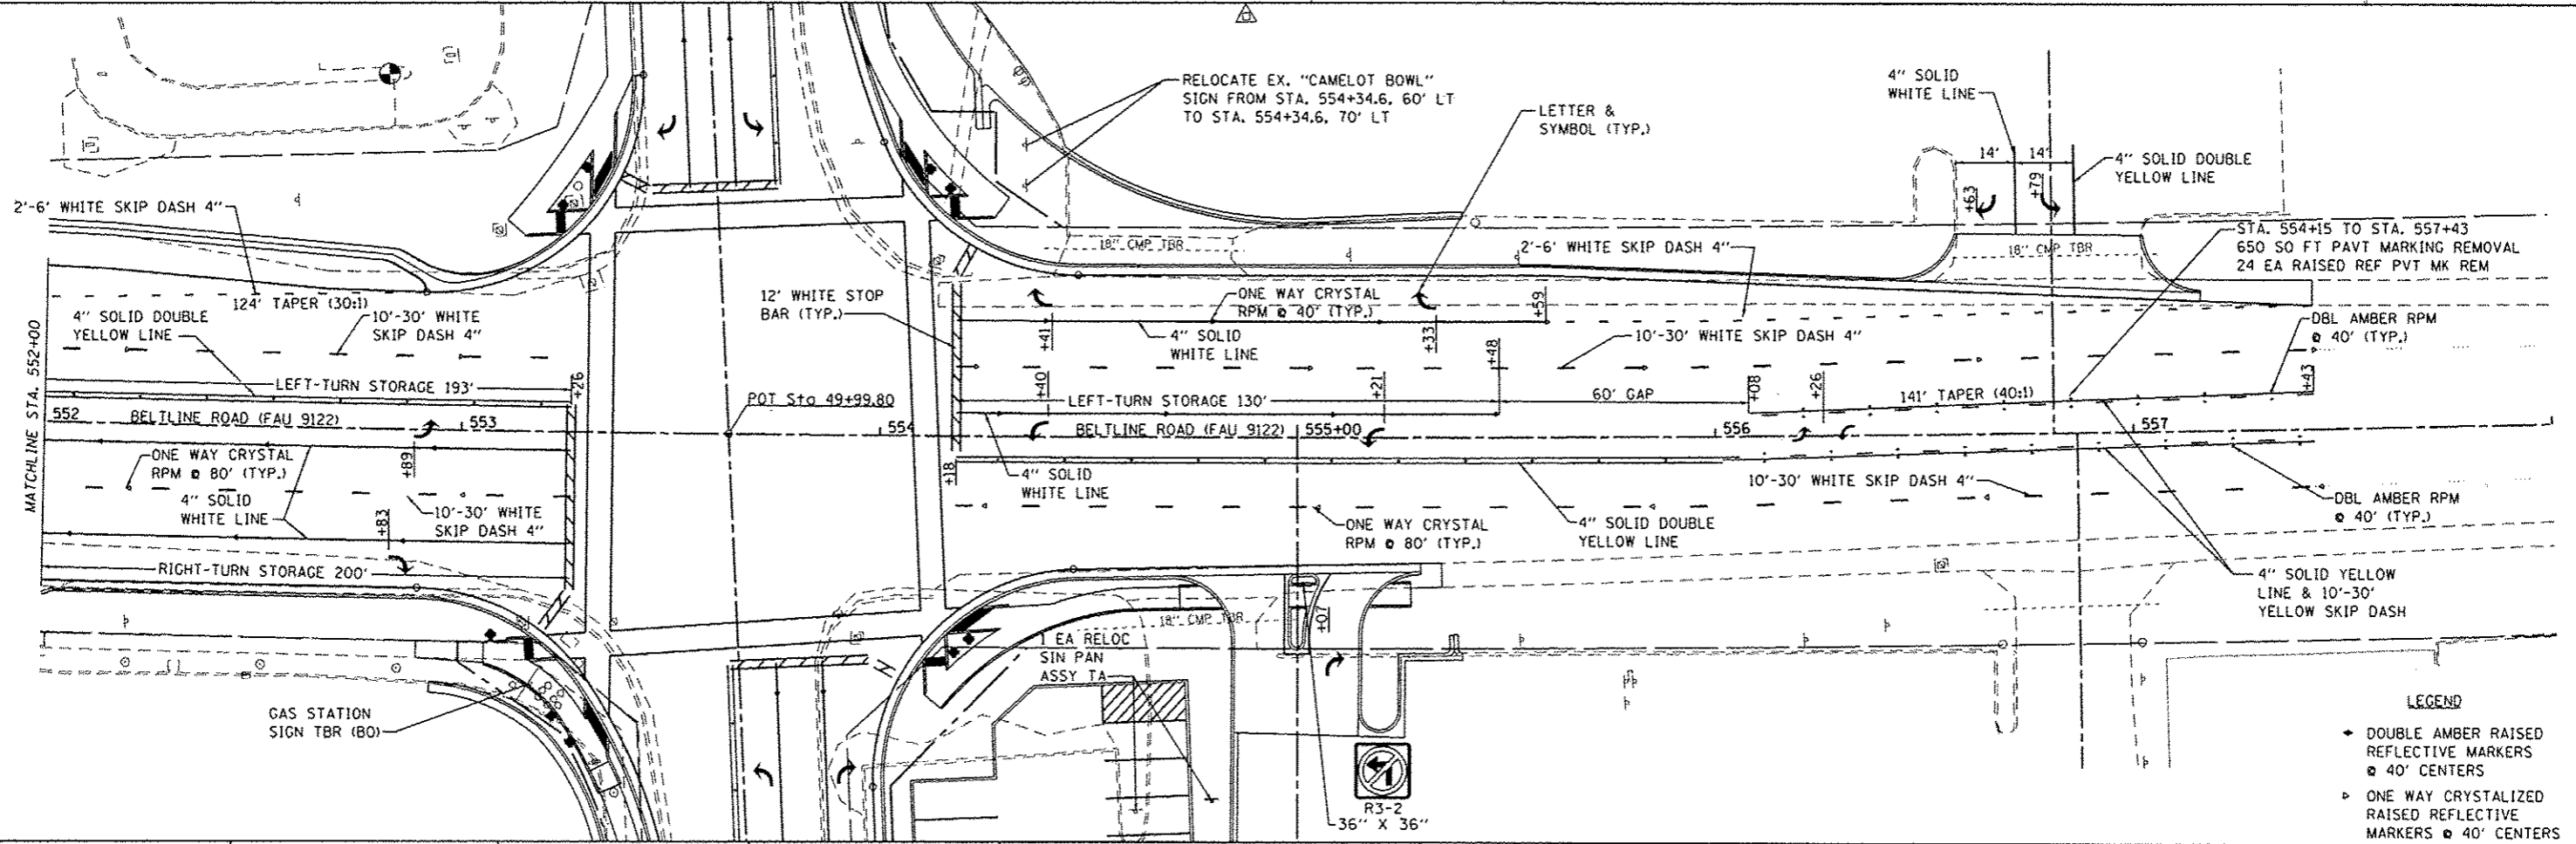 RELOCATE EX. "CAMELOT BOWL"
SIGN FROM STA. 554+34.6, 60' LT
TO STA. 554+34.6, 70' LT
LETTER &
SYMBOL (TYP.)
4" SOLID
WHITE LINE
14'
14'
4" SOLID DOUBLE
YELLOW LINE
+63
+79
2'-6' WHITE SKIP DASH 4"
18" CMP TBR
2'-6' WHITE SKIP DASH 4"
18" CMP TBR
STA. 554+15 TO STA. 557+43
650 SQ FT PAVT MARKING REMOVAL
24 EA RAISED REF PVT MK REM
MATCHLINE STA. 552+00
124' TAPER (30:1)
4" SOLID DOUBLE
YELLOW LINE
10'-30' WHITE
SKIP DASH 4"
12' WHITE STOP
BAR (TYP.)
ONE WAY CRYSTAL
RPM @ 40' (TYP.)
+41
4" SOLID
WHITE LINE
+33
+59
+48
10'-30' WHITE SKIP DASH 4"
DBL AMBER RPM
@ 40' (TYP.)
LEFT-TURN STORAGE 193'
+26
POT Sta 49+99.80
+40
LEFT-TURN STORAGE 130'
+21
60' GAP
+08
+26
141' TAPER (40:1)
+43
552
BELTLINE ROAD (FAU 9122)
553
554
BELTLINE ROAD (FAU 9122)
555+00
556
557
+89
ONE WAY CRYSTAL
RPM @ 80' (TYP.)
4" SOLID
WHITE LINE
+83
10'-30' WHITE
SKIP DASH 4"
+18
4" SOLID
WHITE LINE
ONE WAY CRYSTAL
RPM @ 80' (TYP.)
4" SOLID DOUBLE
YELLOW LINE
10'-30' WHITE SKIP DASH 4"
DBL AMBER RPM
@ 40' (TYP.)
RIGHT-TURN STORAGE 200'
4" SOLID YELLOW
LINE & 10'-30'
YELLOW SKIP DASH
18" CMP TBR
+07
1 EA RELOC
SIN PAN
ASSY TA
GAS STATION
SIGN TBR (BO)
R3-2
36" X 36"
LEGEND
DOUBLE AMBER RAISED
REFLECTIVE MARKERS
@ 40' CENTERS
ONE WAY CRYSTALIZED
RAISED REFLECTIVE
MARKERS @ 40' CENTERS